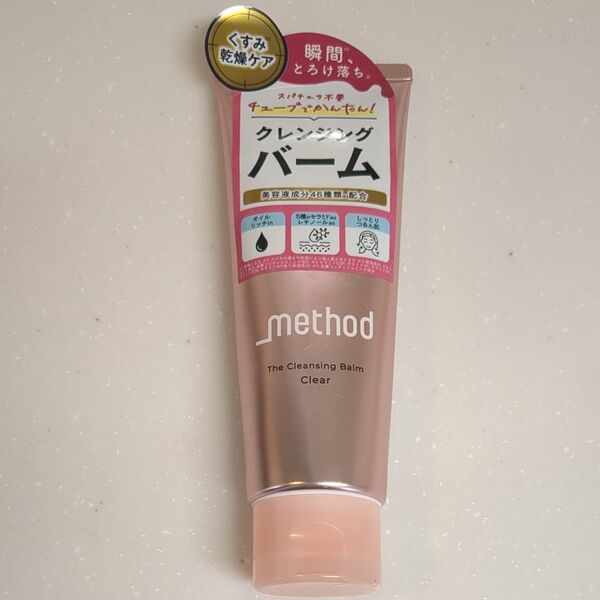 くすみ
乾燥ケア
瞬間、
とろけ落ち。
スパチュラ不要
チューブでかんたん!
クレンジング
バーム
美容液成分46種類 配合
オイル
リッチ
5種のセラミド
レチノール
しっとり
つるん肌
_method
The Cleansing Balm
Clear